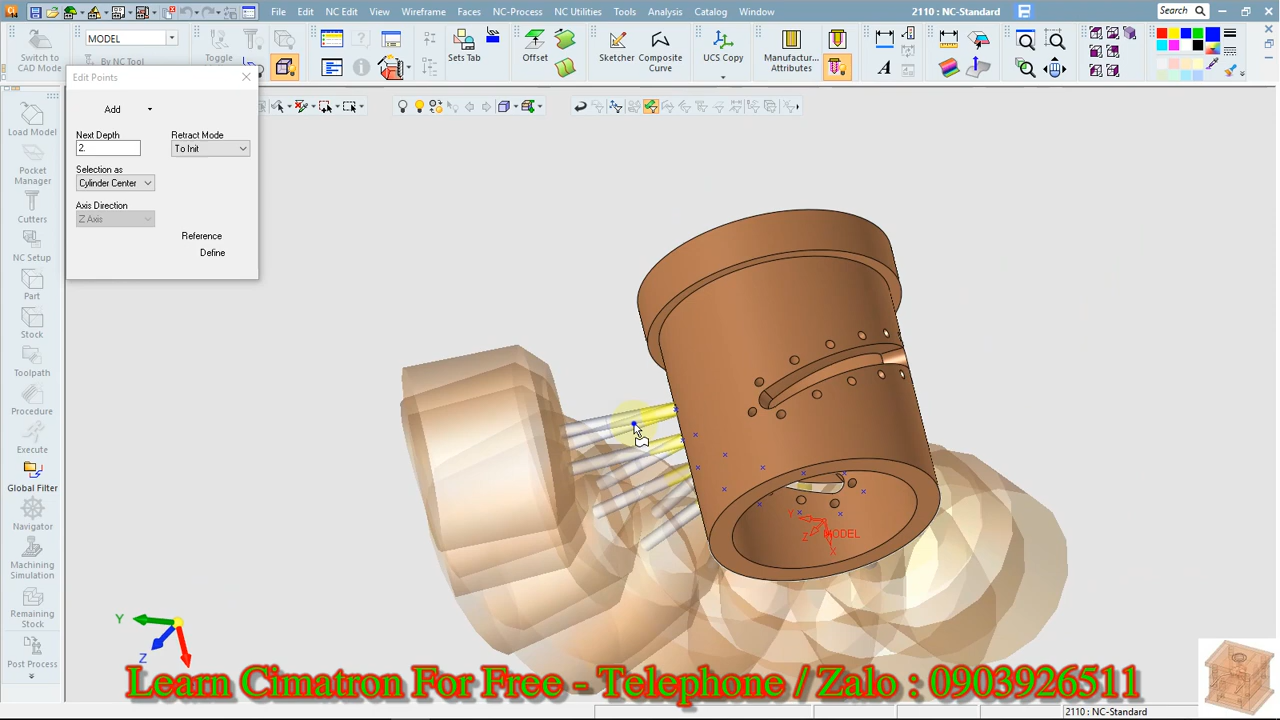 File Edit NC Edit Views Wireframe Faces NC-Process NC Utilities Tools Analysis Catalog Window
2110 : NC-Standard
Search
Switch to CAD Mode
MODEL
By NC Tool
Toggle
Sets Tab
Offset
Sketcher
Composite Curve
UCS Copy
Manufactur... Attributes
Edit Points
Add
Next Depth
Retract Mode
2.
To Init
Selection as
Cylinder Center
Axis Direction
Z Axis
Reference
Define
Load Model
Pocket Manager
Cutters
NC Setup
Part
Stock
Toolpath
Procedure
Execute
Global Filter
Navigator
Machining Simulation
Remaining Stock
Post Process
Y
Z
MODEL
X
Y
Z
Learn Cimatron For Free - Telephone / Zalo : 0903926511
2110 : NC-Standard